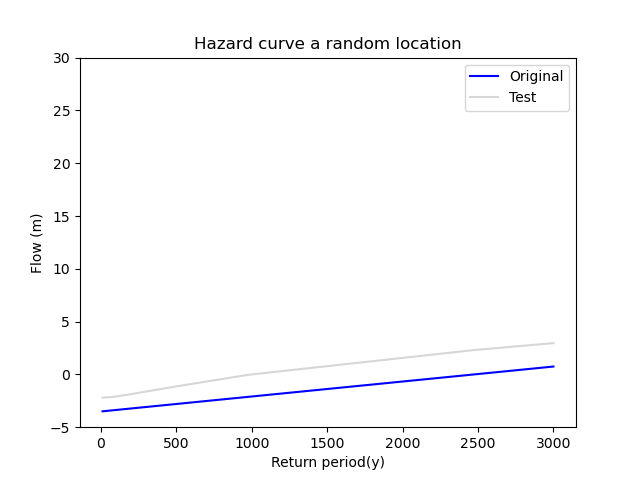 Hazard curve a random location
Original
Test
Flow (m)
30
25
20
15
10
5
0
−5
0 500 1000 1500 2000 2500 3000
Return period(y)